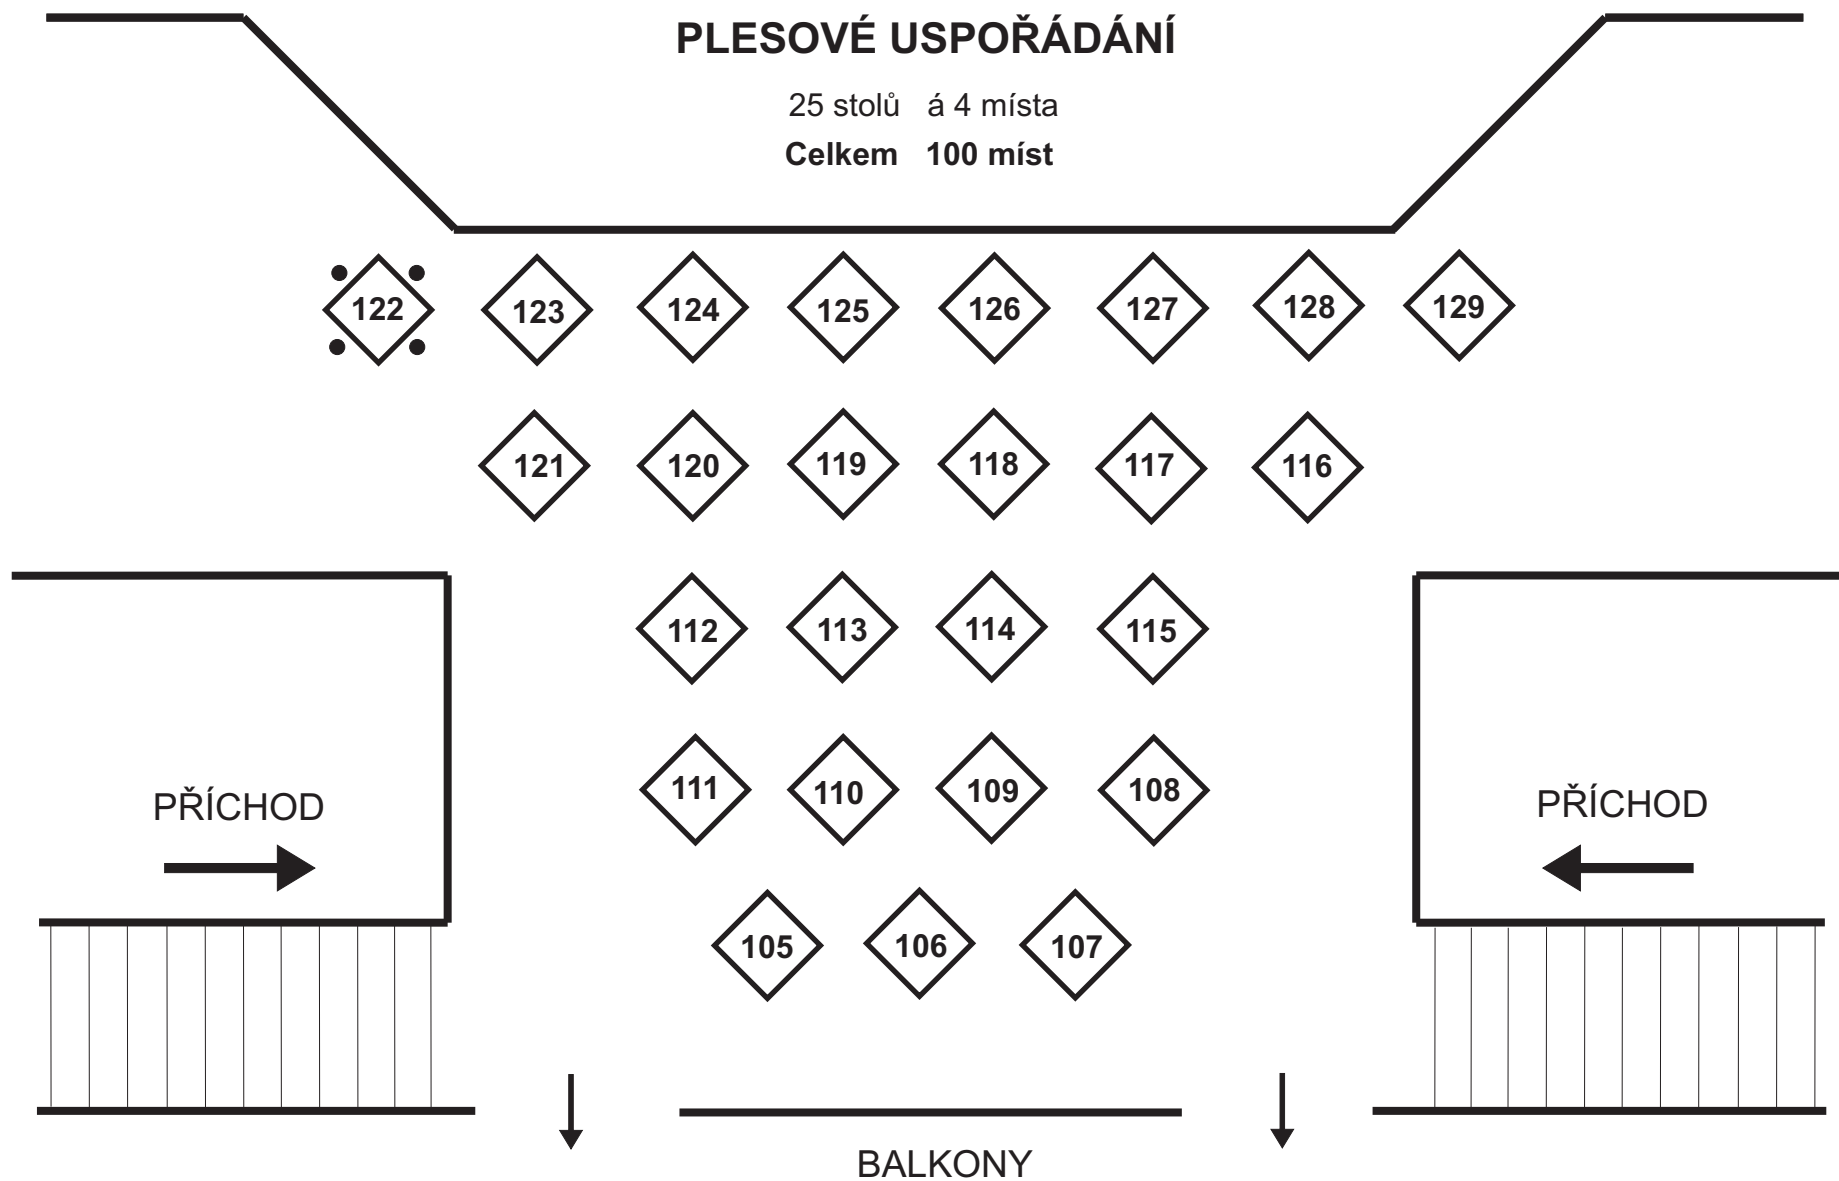 PLESOVÉ USPOŘÁDÁNÍ
25 stolů á 4 místa
Celkem 100 míst
122 123 124 125 126 127 128 129
121 120 119 118 117 116
112 113 114 115
111 110 109 108
PŘÍCHOD
PŘÍCHOD
105 106 107
BALKONY